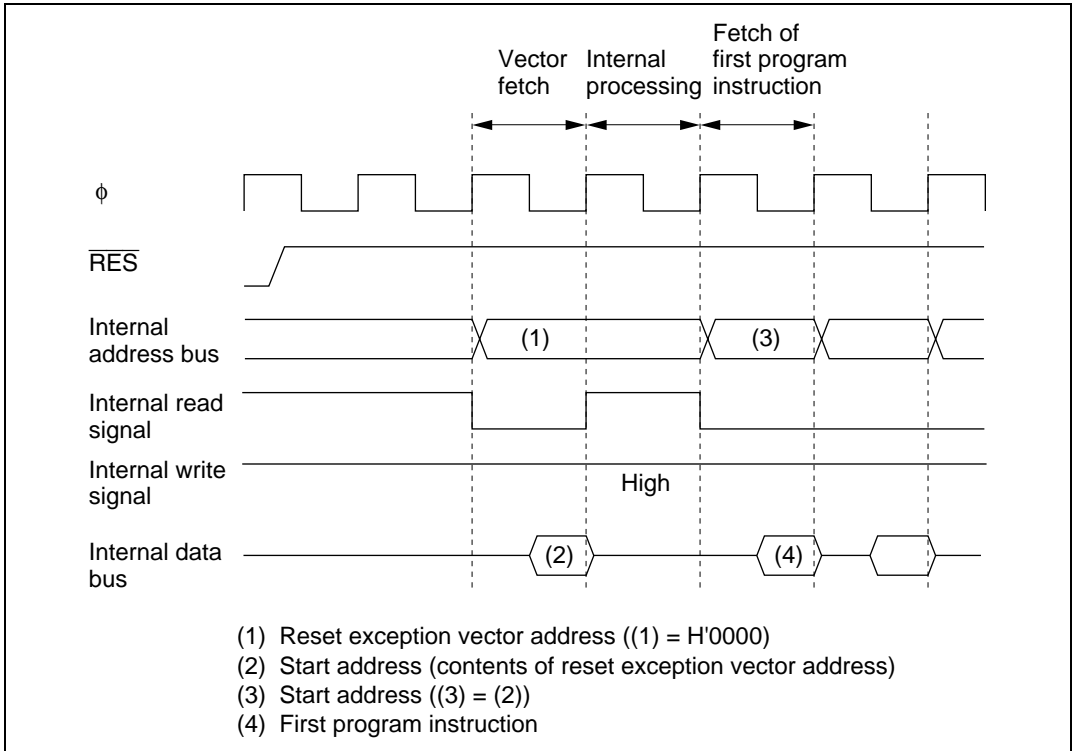 Vector
fetch
Internal
processing
Fetch of
first program
instruction
ϕ
RES
Internal
address bus
(1)
(3)
Internal read
signal
Internal write
signal
High
Internal data
bus
(2)
(4)
(1) Reset exception vector address ((1) = H'0000)
(2) Start address (contents of reset exception vector address)
(3) Start address ((3) = (2))
(4) First program instruction